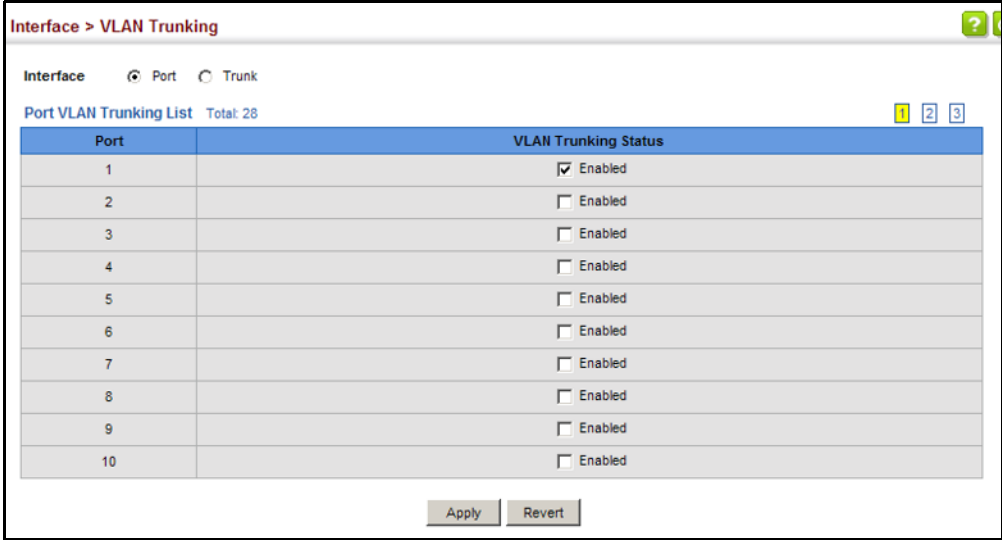 Interface > VLAN Trunking
?
Interface Port Trunk
Port VLAN Trunking List Total: 28 1 2 3
Port VLAN Trunking Status
1 Enabled
2 Enabled
3 Enabled
4 Enabled
5 Enabled
6 Enabled
7 Enabled
8 Enabled
9 Enabled
10 Enabled
Apply Revert